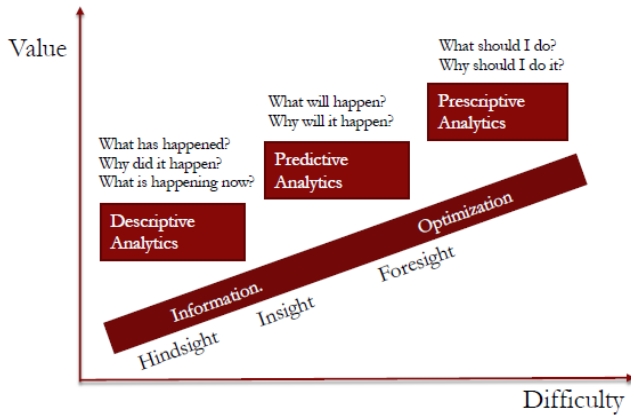 Value
What should I do?
Why should I do it?
Prescriptive
Analytics
What will happen?
Why will it happen?
Predictive
Analytics
What has happened?
Why did it happen?
What is happening now?
Descriptive
Analytics
Optimization
Information.
Foresight
Insight
Hindsight
Difficulty